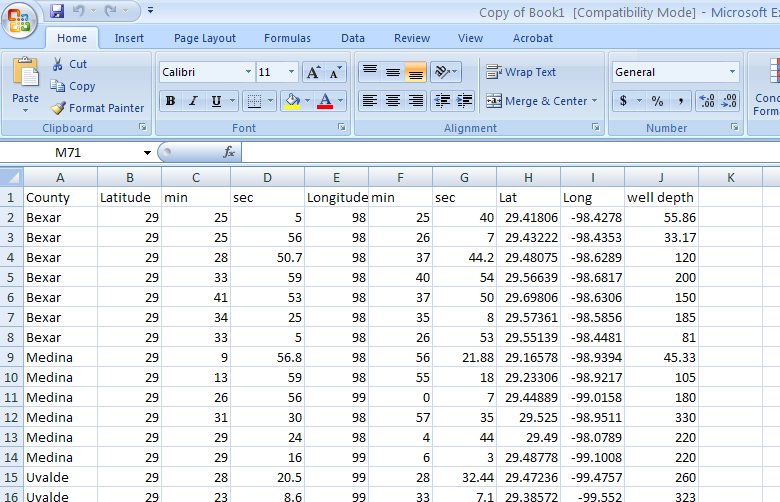 Copy of Book1 [Compatibility Mode] - Microsoft Ex
Home Insert Page Layout Formulas Data Review View Acrobat
Cut
Copy
Format Painter
Paste
Clipboard
Calibri 11 A A
B I U A
Font
Wrap Text
Merge & Center
Alignment
General
$ % , .00 .00
Number
Conc
Form
M71 fx
A B C D E F G H I J K
1 County Latitude min sec Longitude min sec Lat Long well depth
2 Bexar 29 25 5 98 25 40 29.41806 -98.4278 55.86
3 Bexar 29 25 56 98 26 7 29.43222 -98.4353 33.17
4 Bexar 29 28 50.7 98 37 44.2 29.48075 -98.6289 120
5 Bexar 29 33 59 98 40 54 29.56639 -98.6817 200
6 Bexar 29 41 53 98 37 50 29.69806 -98.6306 150
7 Bexar 29 34 25 98 35 8 29.57361 -98.5856 185
8 Bexar 29 33 5 98 26 53 29.55139 -98.4481 81
9 Medina 29 9 56.8 98 56 21.88 29.16578 -98.9394 45.33
10 Medina 29 13 59 98 55 18 29.23306 -98.9217 105
11 Medina 29 26 56 99 0 7 29.44889 -99.0158 180
12 Medina 29 31 30 98 57 35 29.525 -98.9511 330
13 Medina 29 29 24 98 4 44 29.49 -98.0789 220
14 Medina 29 29 16 99 6 3 29.48778 -99.1008 220
15 Uvalde 29 28 20.5 99 28 32.44 29.47236 -99.4757 260
16 Uvalde 29 23 8.6 99 33 7.1 29.38572 -99.552 323